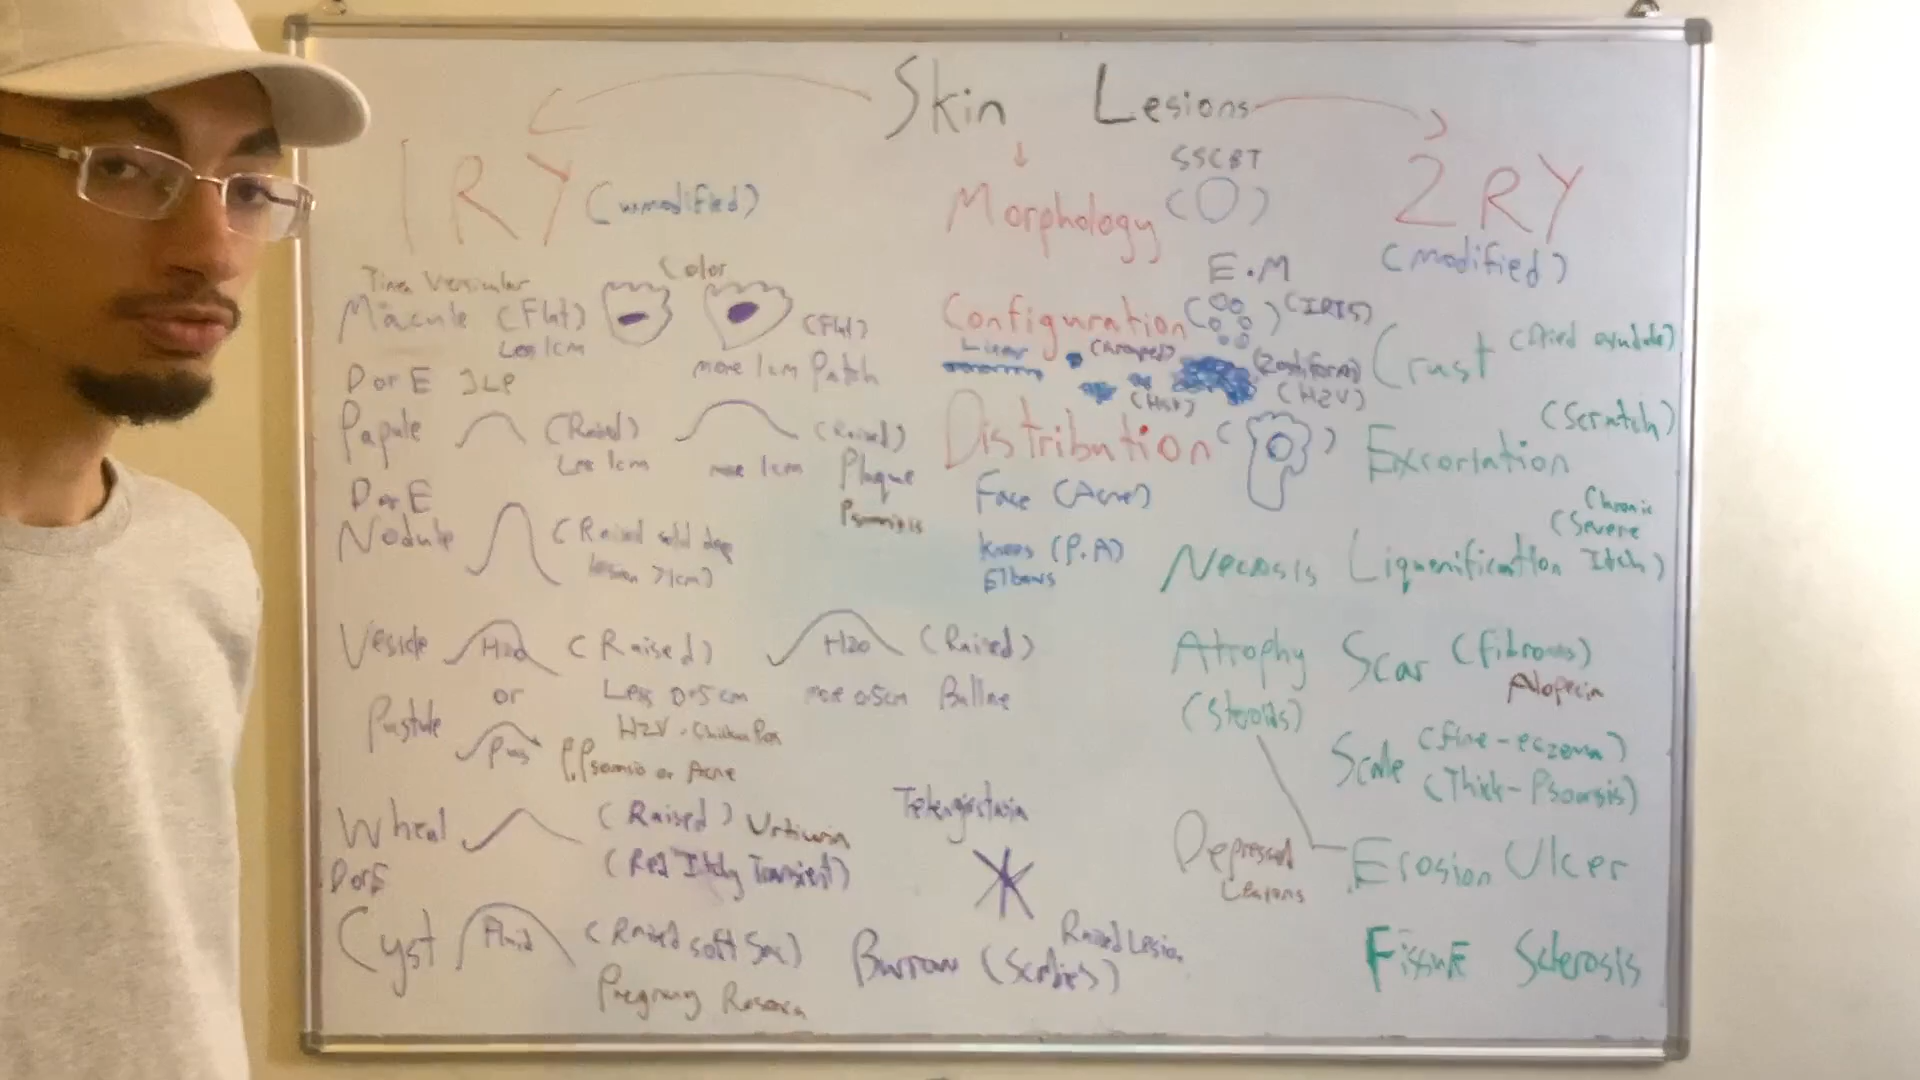 Skin Lesions
1RY (unmodified)
Tinea Versicular
Color
Macule (Flat)
Less 1cm
(Flat)
more 1cm Patch
D or E
Papule (Raised)
Less 1cm
(Raised)
more 1cm Plaque
Psoriasis
D or E
Nodule (Raised solid deep
lesion >1cm)
Vesicle H2O (Raised)
Less 0.5cm
H2O (Raised)
more 0.5cm Bullae
or
HZV - Chicken Pox
Pustule Pus
P. Psoriasis or Acne
Wheal (Raised) Urticaria
(Red Itchy Transient)
D or E
Cyst Fluid (Raised soft Sac)
Pregnancy Rosacea
Morphology
SSCBT
E.M
Configuration (IRIS)
Linear
(Grouped)
(HSV)
(Zosteriform)
(HZV)
Distribution
Face (Acne)
knees (P.A)
Elbows
Telengiectasia
Burrow (Scabies)
Raised Lesion
2RY
(modified)
Crust (Dried exudate)
(Scratch)
Excoriation
Necrosis Liquenification
Chronic
(Severe
Itch)
Atrophy
(steroids)
Scar (fibrous)
Alopecia
Scale (fine-eczema)
(Thick-Psoriasis)
Depressed
Lesions
Erosion Ulcer
FissurE Sclerosis